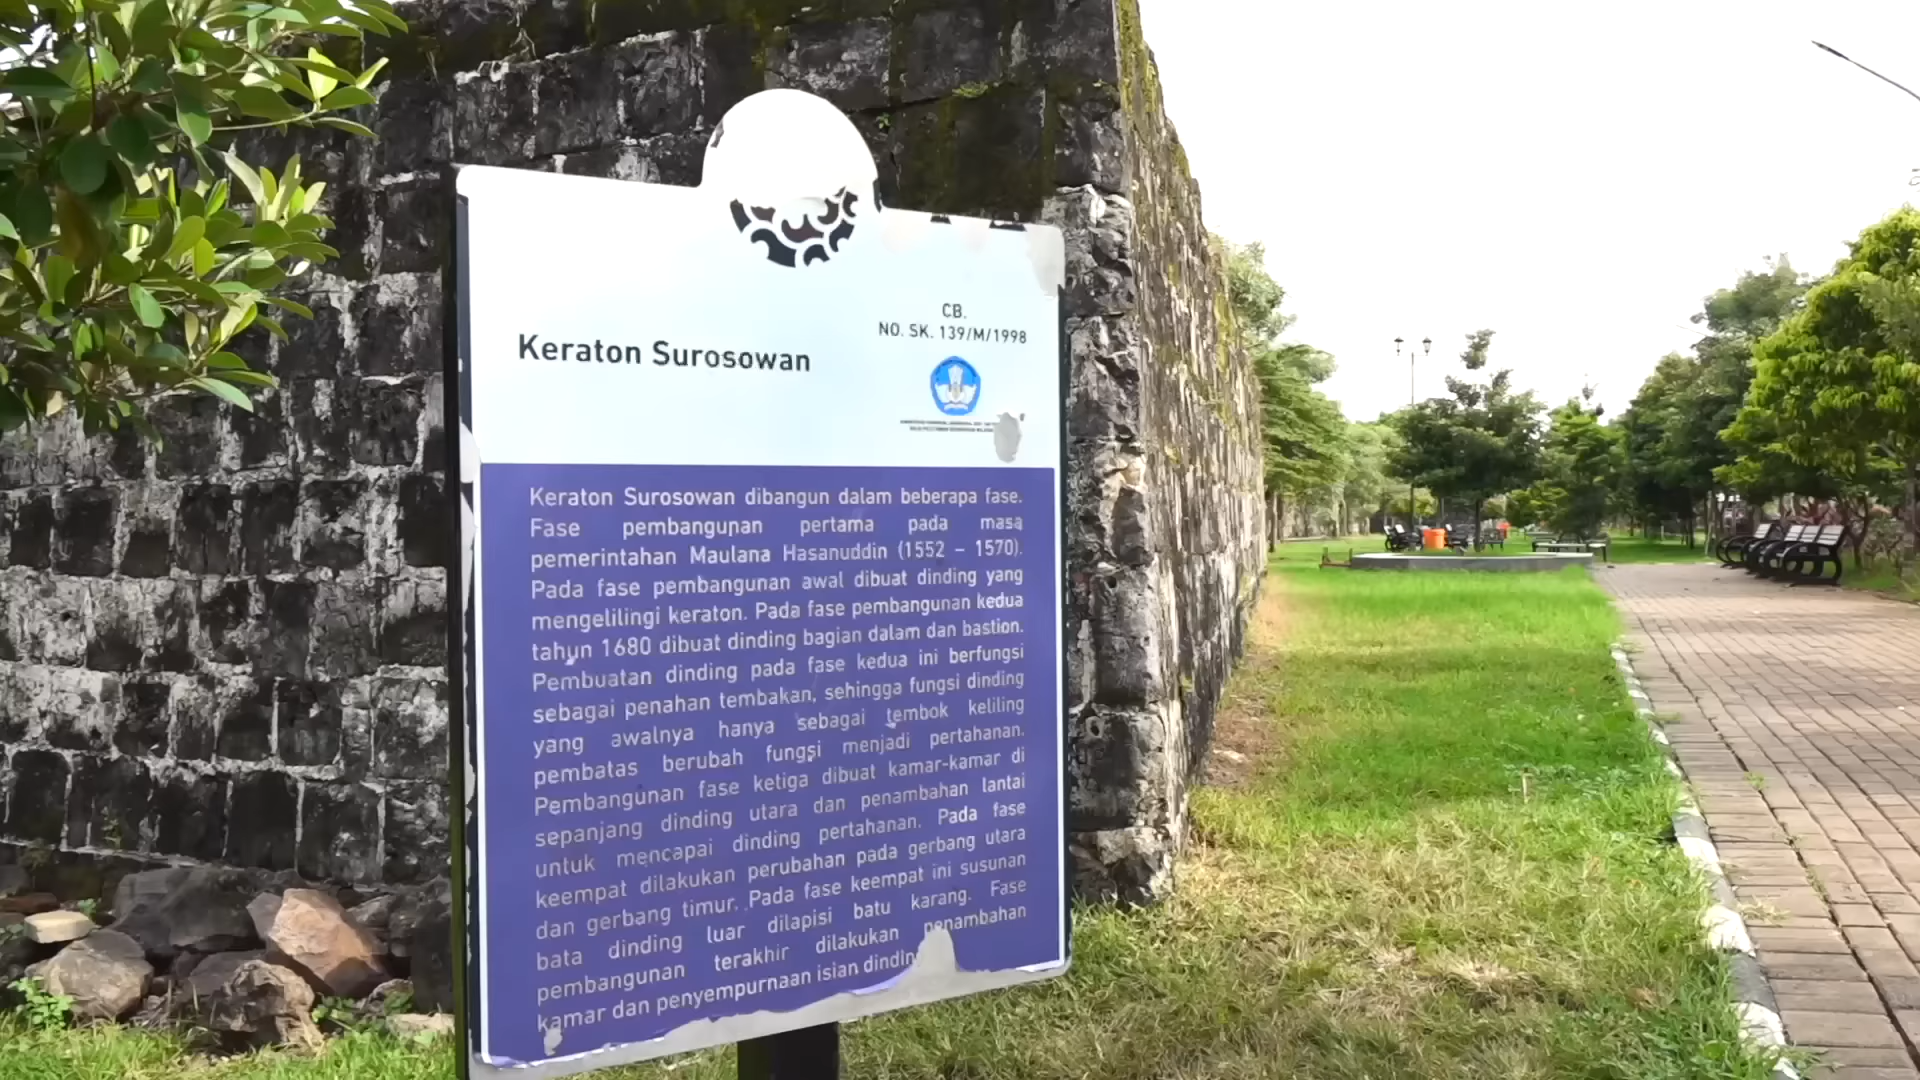 Keraton Surosowan
CB.
NO. SK. 139/M/1998
Keraton Surosowan dibangun dalam beberapa fase.
Fase pembangunan pertama pada masa
pemerintahan Maulana Hasanuddin (1552 – 1570).
Pada fase pembangunan awal dibuat dinding yang
mengelilingi keraton. Pada fase pembangunan kedua
tahun 1680 dibuat dinding bagian dalam dan bastion.
Pembuatan dinding pada fase kedua ini berfungsi
sebagai penahan tembakan, sehingga fungsi dinding
yang awalnya hanya sebagai tembok keliling
pembatas berubah fungsi menjadi pertahanan.
Pembangunan fase ketiga dibuat kamar-kamar di
sepanjang dinding utara dan penambahan lantai
untuk mencapai dinding pertahanan. Pada fase
keempat dilakukan perubahan pada gerbang utara
dan gerbang timur. Pada fase keempat ini susunan
bata dinding luar dilapisi batu karang. Fase
pembangunan terakhir dilakukan penambahan
kamar dan penyempurnaan isian dinding